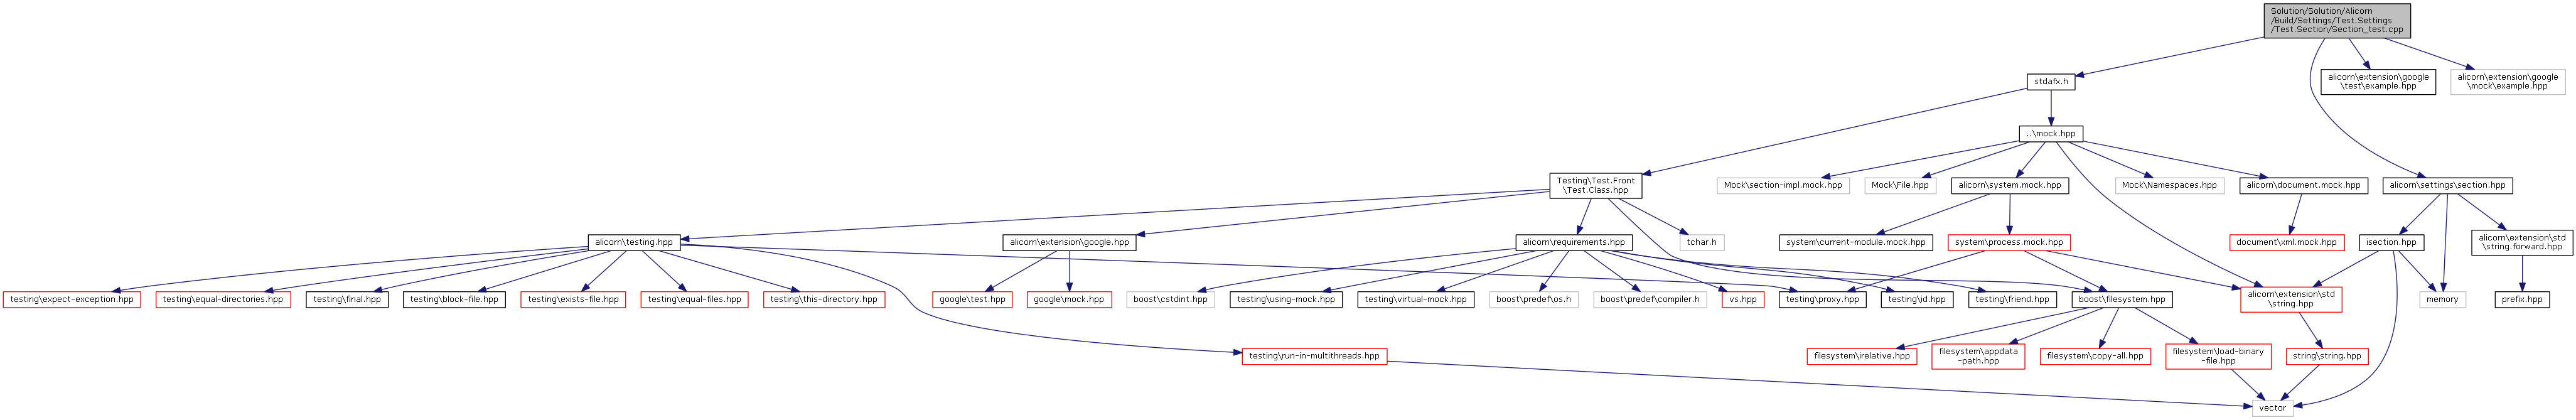 Solution/Solution/Alicorn
/Build/Settings/Test.Settings
/Test.Section/Section_test.cpp
stdafx.h
alicorn\extension\google
\test\example.hpp
alicorn\extension\google
\mock\example.hpp
..\mock.hpp
Testing\Test.Front
\Test.Class.hpp
Mock\section-impl.mock.hpp
Mock\File.hpp
alicorn\system.mock.hpp
Mock\Namespaces.hpp
alicorn\document.mock.hpp
alicorn\settings\section.hpp
alicorn\testing.hpp
alicorn\extension\google.hpp
alicorn\requirements.hpp
tchar.h
system\current-module.mock.hpp
system\process.mock.hpp
document\xml.mock.hpp
isection.hpp
alicorn\extension\std
\string.forward.hpp
testing\expect-exception.hpp
testing\equal-directories.hpp
testing\final.hpp
testing\block-file.hpp
testing\exists-file.hpp
testing\equal-files.hpp
testing\this-directory.hpp
google\test.hpp
google\mock.hpp
boost\cstdint.hpp
testing\using-mock.hpp
testing\virtual-mock.hpp
boost\predef\os.h
boost\predef\compiler.h
vs.hpp
testing\proxy.hpp
testing\id.hpp
testing\friend.hpp
boost\filesystem.hpp
alicorn\extension\std
\string.hpp
memory
prefix.hpp
testing\run-in-multithreads.hpp
filesystem\irelative.hpp
filesystem\appdata
-path.hpp
filesystem\copy-all.hpp
filesystem\load-binary
-file.hpp
string\string.hpp
vector